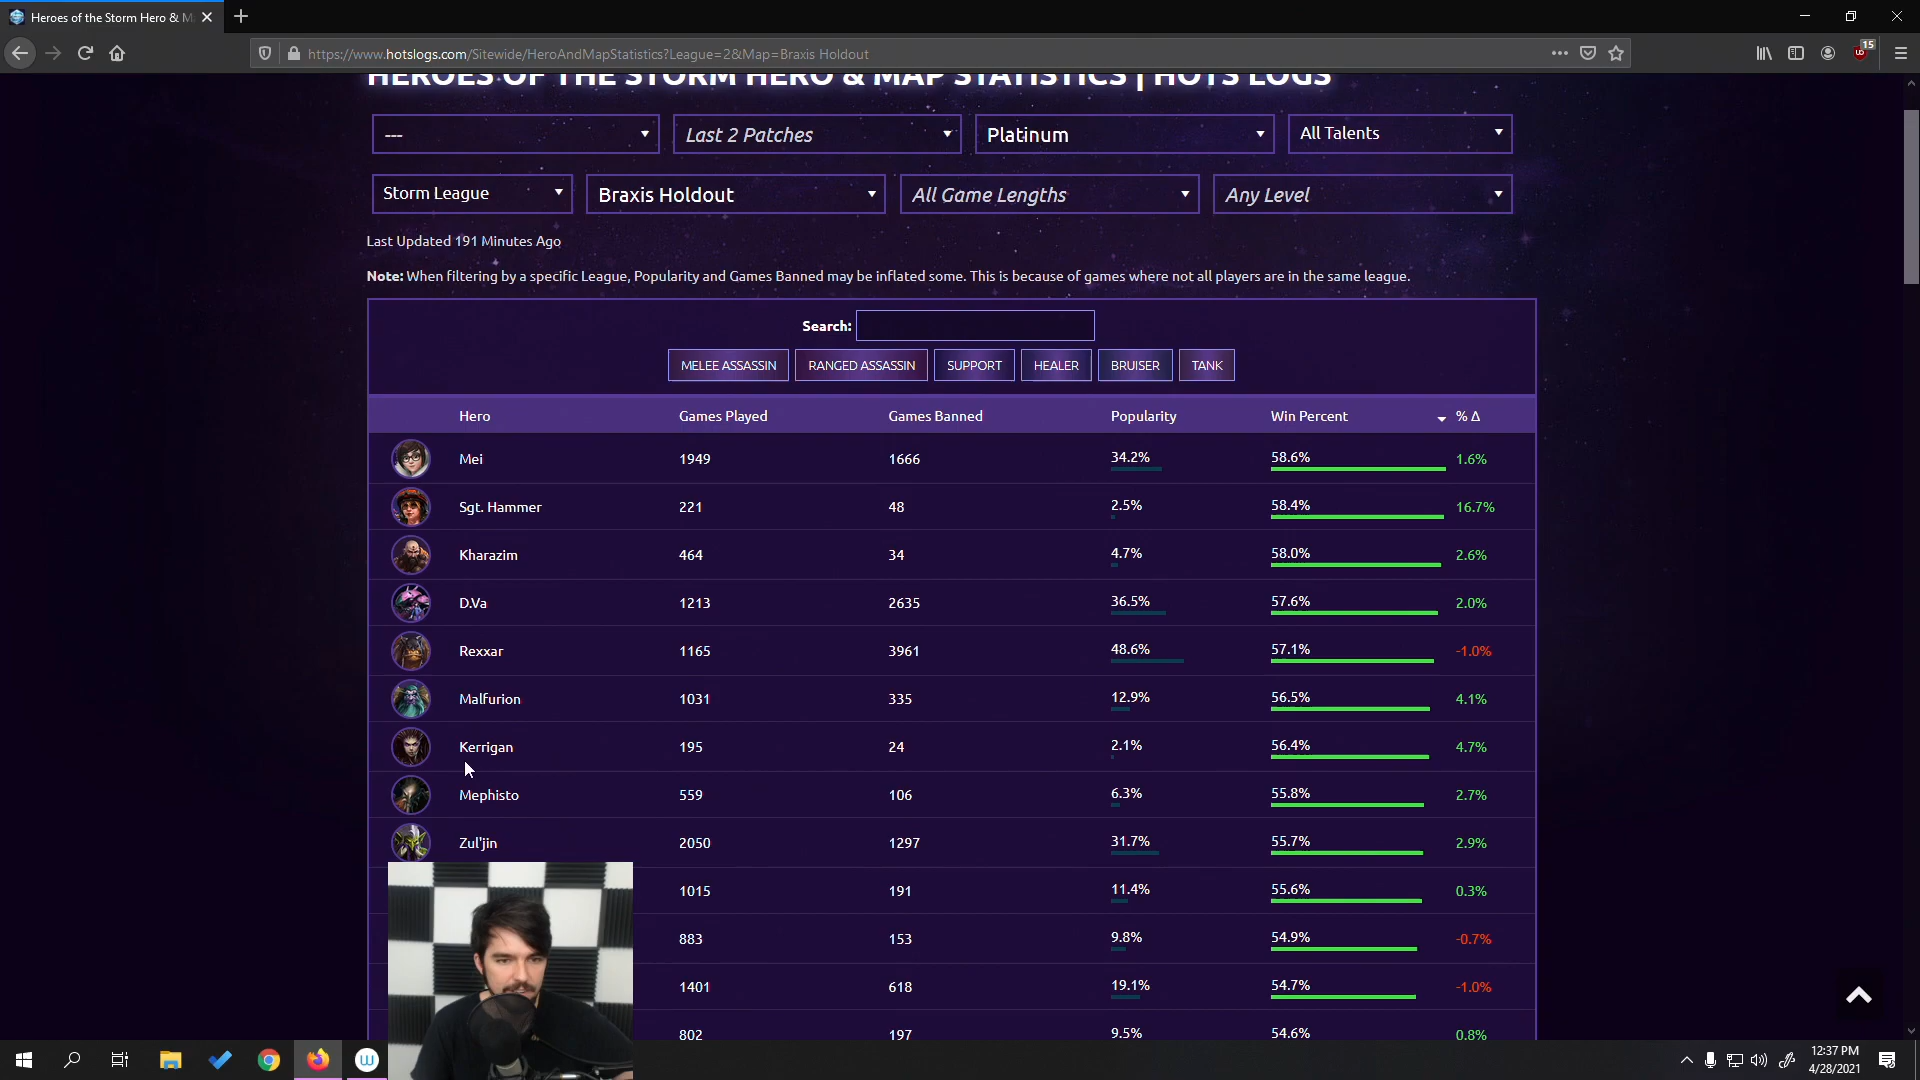 Heroes of the Storm Hero & M
https://www.hotslogs.com/Sitewide/HeroAndMapStatistics?League=2&Map=Braxis Holdout
15
HEROES OF THE STORM HERO & MAP STATISTICS | HOTS LOGS
---
Last 2 Patches
Platinum
All Talents
Storm League
Braxis Holdout
All Game Lengths
Any Level
Last Updated 191 Minutes Ago
Note: When filtering by a specific League, Popularity and Games Banned may be inflated some. This is because of games where not all players are in the same league.
Search:
MELEE ASSASSIN RANGED ASSASSIN SUPPORT HEALER BRUISER TANK
Hero Games Played Games Banned Popularity Win Percent % Δ
Mei 1949 1666 34.2% 58.6% 1.6%
Sgt. Hammer 221 48 2.5% 58.4% 16.7%
Kharazim 464 34 4.7% 58.0% 2.6%
D.Va 1213 2635 36.5% 57.6% 2.0%
Rexxar 1165 3961 48.6% 57.1% -1.0%
Malfurion 1031 335 12.9% 56.5% 4.1%
Kerrigan 195 24 2.1% 56.4% 4.7%
Mephisto 559 106 6.3% 55.8% 2.7%
Zul'jin 2050 1297 31.7% 55.7% 2.9%
1015 191 11.4% 55.6% 0.3%
883 153 9.8% 54.9% -0.7%
1401 618 19.1% 54.7% -1.0%
802 197 9.5% 54.6% 0.8%
12:37 PM
4/28/2021